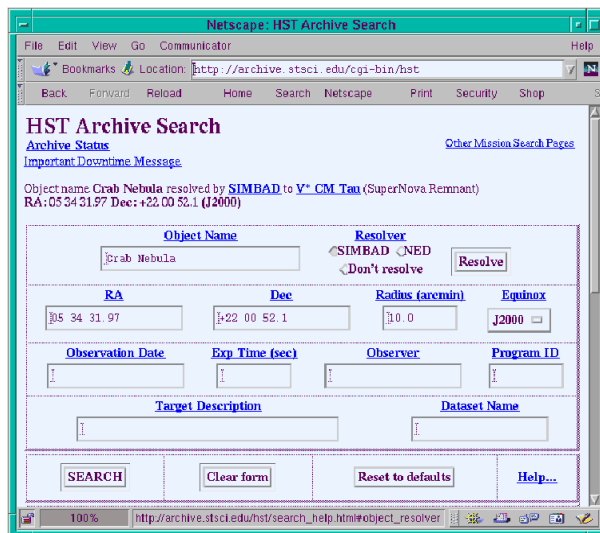 Netscape: HST Archive Search
File Edit View Go Communicator Help
Bookmarks Location: http://archive.stsci.edu/cgi-bin/hst
Back Forward Reload Home Search Netscape Print Security Shop S
HST Archive Search
Archive Status Other Mission Search Pages
Important Downtime Message
Object name Crab Nebula resolved by SIMBAD to V* CM Tau (SuperNova Remnant)
RA: 05 34 31.97 Dec: +22 00 52.1 (J2000)
Object Name Resolver
Crab Nebula SIMBAD NED Resolve
Don't resolve
RA Dec Radius (arcmin) Equinox
05 34 31.97 +22 00 52.1 10.0 J2000
Observation Date Exp Time (sec) Observer Program ID
Target Description Dataset Name
SEARCH Clear form Reset to defaults Help...
100% http://archive.stsci.edu/hst/search_help.html#object_resolver